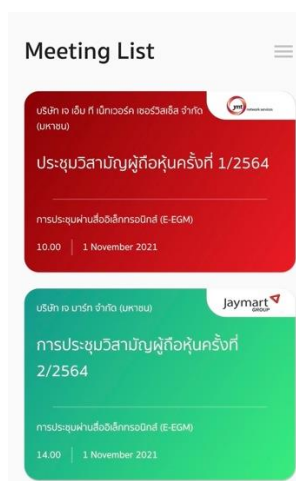 Meeting List
บริษัท เจ เอ็ม ที เน็ทเวอร์ค เซอร์วิสเซ็ส จำกัด
(มหาชน)
jmt network services
ประชุมวิสามัญผู้ถือหุ้นครั้งที่ 1/2564
การประชุมผ่านสื่ออิเล็กทรอนิกส์ (E-EGM)
10.00 | 1 November 2021
บริษัท เจ มาร์ท จำกัด (มหาชน)
Jaymart
GROUP
การประชุมวิสามัญผู้ถือหุ้นครั้งที่
2/2564
การประชุมผ่านสื่ออิเล็กทรอนิกส์ (E-EGM)
14.00 | 1 November 2021